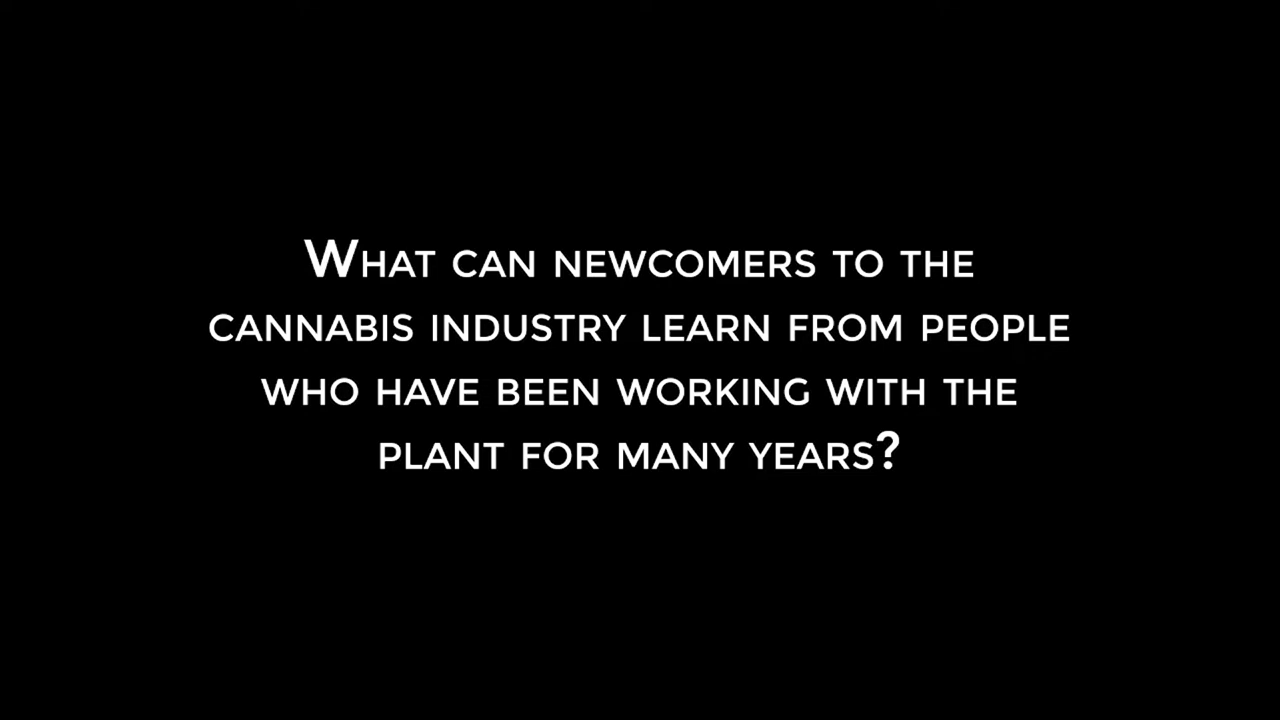 What can newcomers to the
cannabis industry learn from people
who have been working with the
plant for many years?